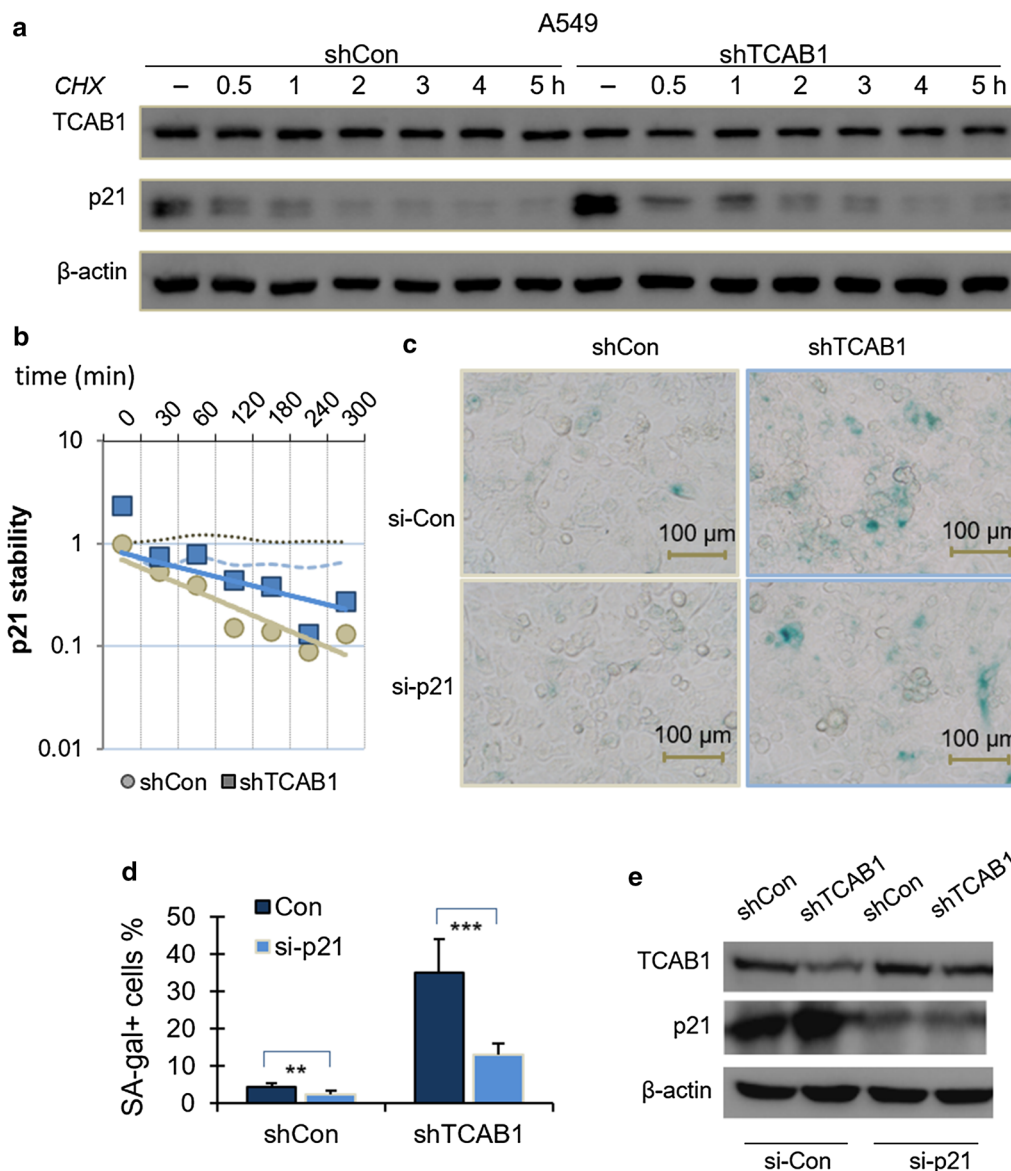 a
A549
shCon shTCAB1
CHX – 0.5 1 2 3 4 5 h – 0.5 1 2 3 4 5 h
TCAB1
p21
β-actin
b
time (min)
0 30 60 120 180 240 300
10
1
0.1
0.01
p21 stability
shCon shTCAB1
c
shCon shTCAB1
si-Con
100 µm 100 µm
si-p21
100 µm 100 µm
d
Con
si-p21
SA-gal+ cells %
50
40
30
20
10
0
** ***
shCon shTCAB1
e
shCon shTCAB1 shCon shTCAB1
TCAB1
p21
β-actin
si-Con si-p21